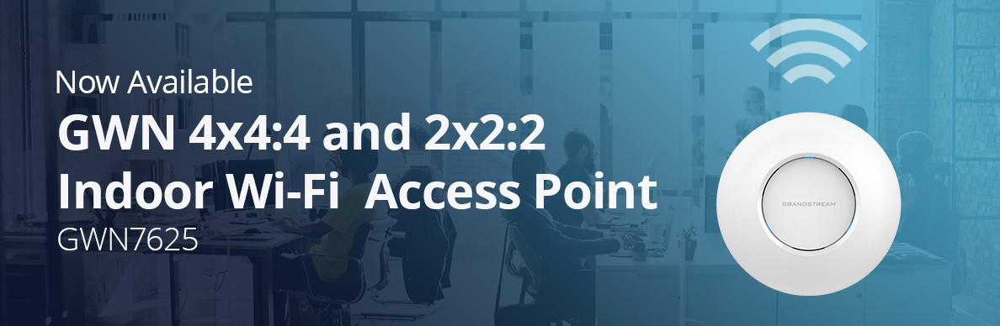 Now Available
GWN 4x4:4 and 2x2:2
Indoor Wi-Fi  Access Point
GWN7625
GRANDSTREAM